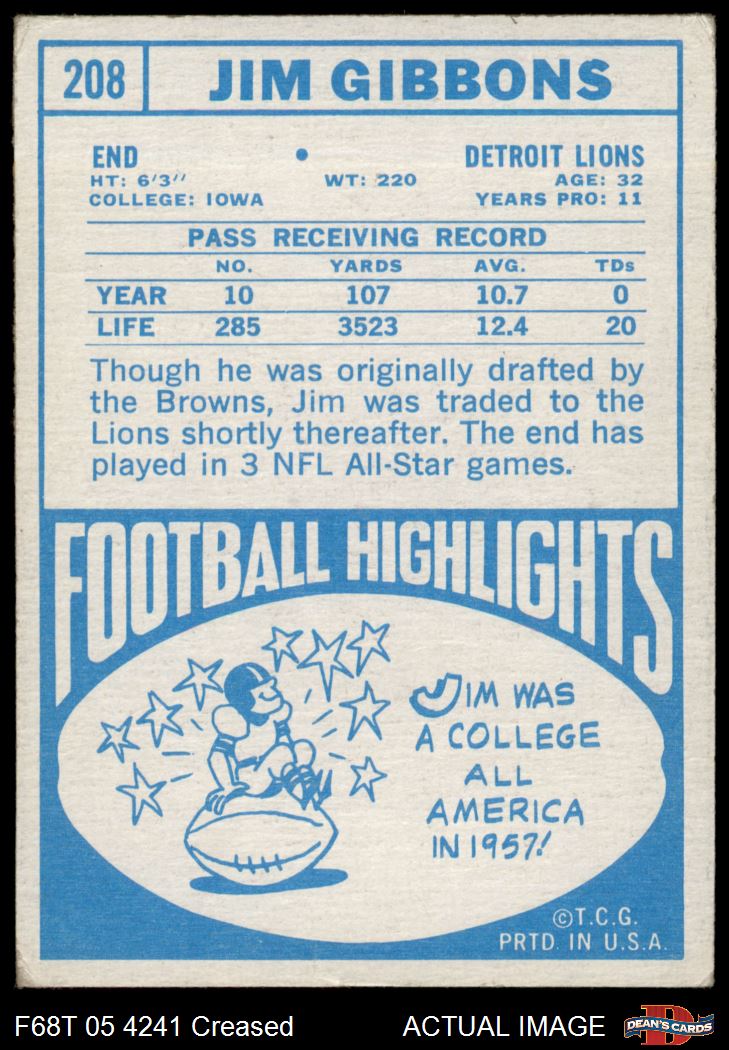 208 JIM GIBBONS
END • DETROIT LIONS
HT: 6'3" WT: 220 AGE: 32
COLLEGE: IOWA YEARS PRO: 11
PASS RECEIVING RECORD
NO. YARDS AVG. TDs
YEAR 10 107 10.7 0
LIFE 285 3523 12.4 20
Though he was originally drafted by
the Browns, Jim was traded to the
Lions shortly thereafter. The end has
played in 3 NFL All-Star games.
FOOTBALL HIGHLIGHTS
JIM WAS
A COLLEGE
ALL
AMERICA
IN 1957!
©T.C.G.
PRTD. IN U.S.A.
F68T 05 4241 Creased ACTUAL IMAGE D DEAN'S CARDS